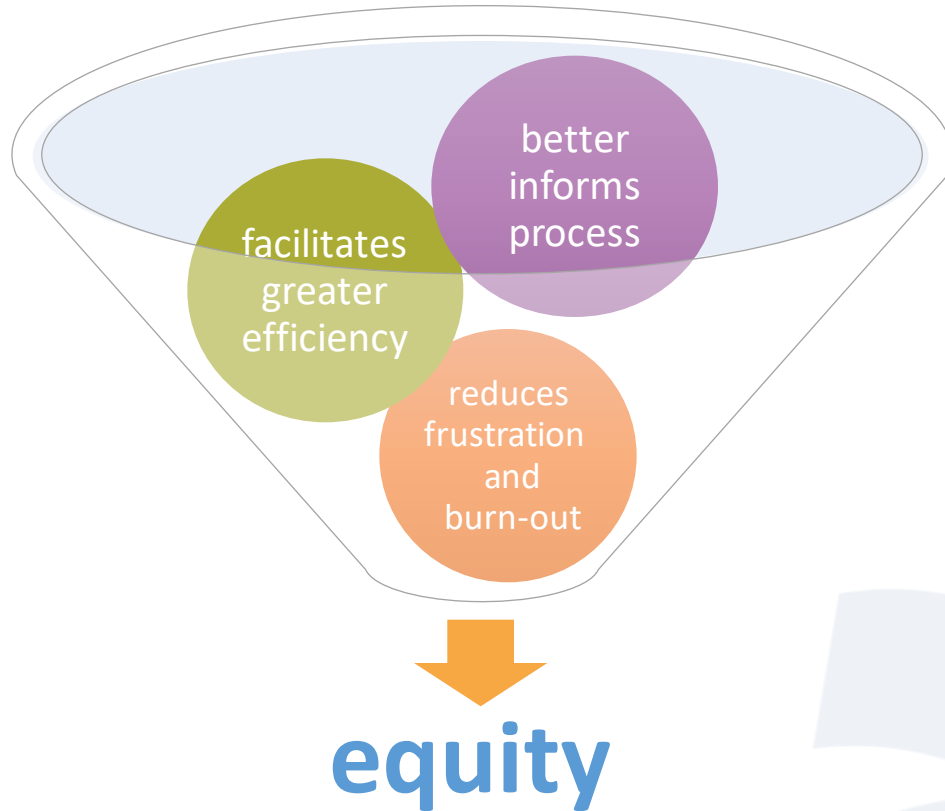 better
informs
process
facilitates
greater
efficiency
reduces
frustration
and
burn-out
equity